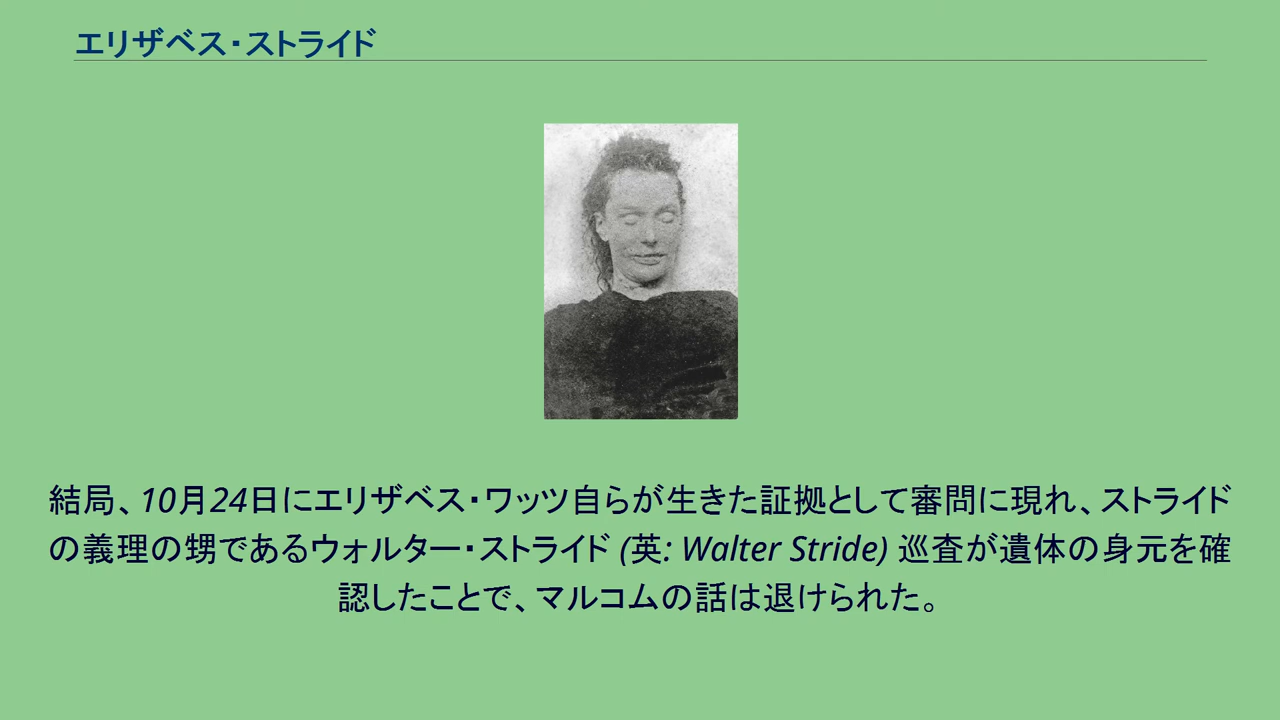 エリザベス・ストライド
結局、10月24日にエリザベス・ワッツ自らが生きた証拠として審問に現れ、ストライド
の義理の甥であるウォルター・ストライド (英: Walter Stride) 巡査が遺体の身元を確
認したことで、マルコムの話は退けられた。